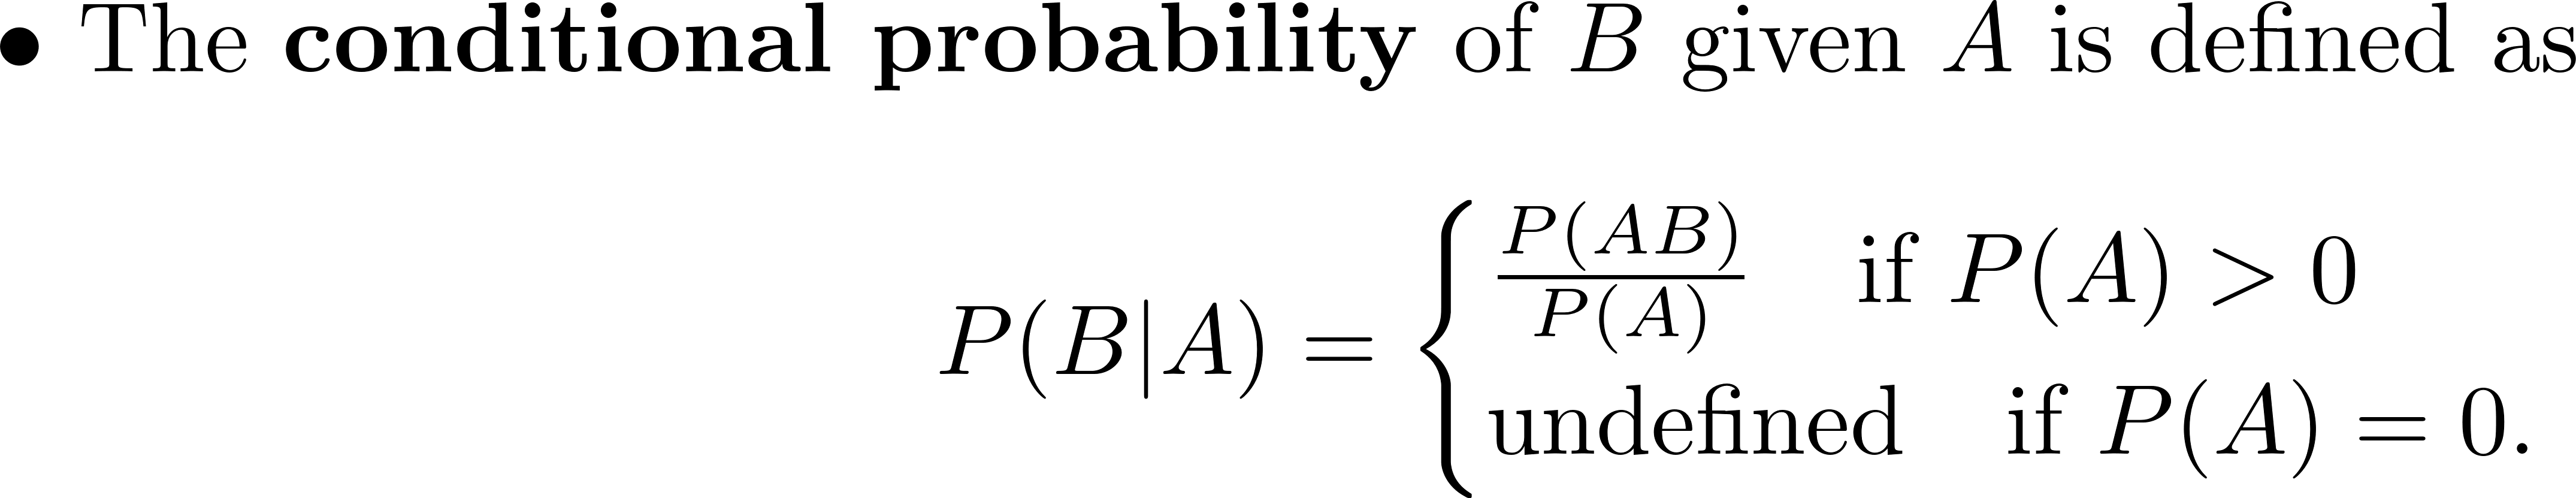 • The conditional probability of B given A is defined as
P(B|A) = { P(AB)/P(A) if P(A) > 0
undefined if P(A) = 0.